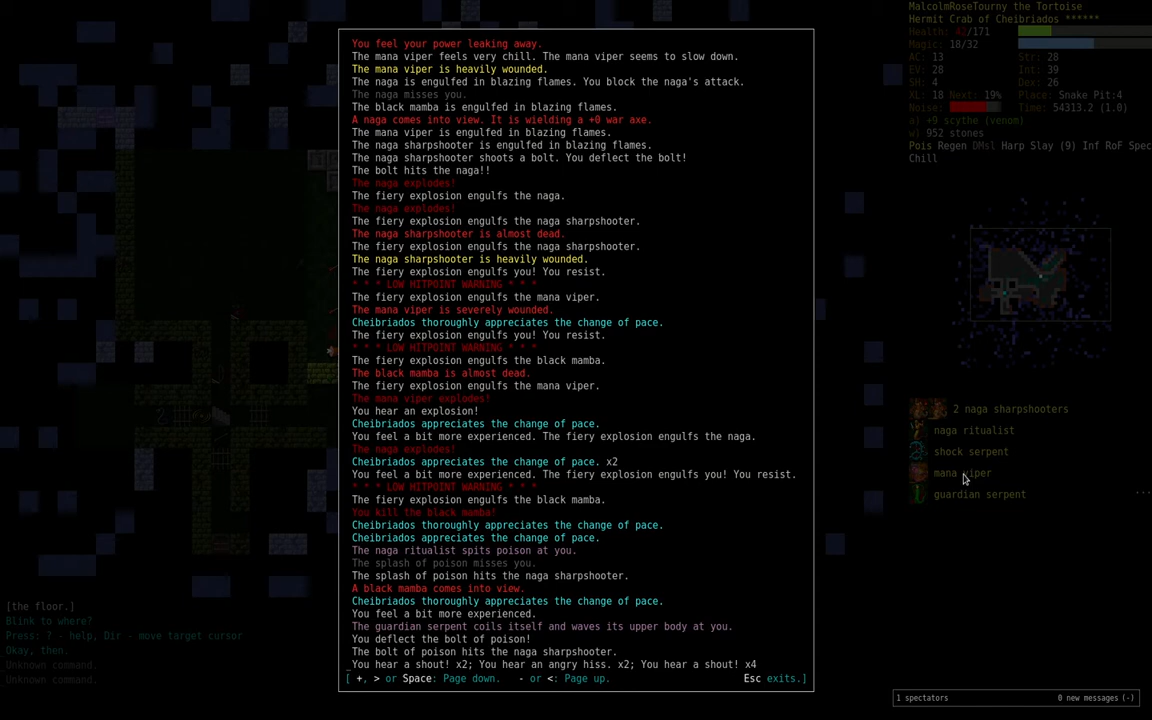 MalcolmRoseTourny the Tortoise
Hermit Crab of Cheibriados ******
Health: 42/171
Magic: 18/32
AC: 13 Str: 28
EV: 28 Int: 39
SH: 4 Dex: 26
XL: 18 Next: 19% Place: Snake Pit:4
Noise: Time: 54313.2 (1.0)
a) +9 scythe (venom)
w) 952 stones
Pois Regen DMsl Harp Slay (9) Inf RoF Spec
Chill
You feel your power leaking away.
The mana viper feels very chill. The mana viper seems to slow down.
The mana viper is heavily wounded.
The naga is engulfed in blazing flames. You block the naga's attack.
The naga misses you.
The black mamba is engulfed in blazing flames.
A naga comes into view. It is wielding a +0 war axe.
The mana viper is engulfed in blazing flames.
The naga sharpshooter is engulfed in blazing flames.
The naga sharpshooter shoots a bolt. You deflect the bolt!
The bolt hits the naga!!
The naga explodes!
The fiery explosion engulfs the naga.
The naga explodes!
The fiery explosion engulfs the naga sharpshooter.
The naga sharpshooter is almost dead.
The fiery explosion engulfs the naga sharpshooter.
The naga sharpshooter is heavily wounded.
The fiery explosion engulfs you! You resist.
* * * LOW HITPOINT WARNING * * *
The fiery explosion engulfs the mana viper.
The mana viper is severely wounded.
Cheibriados thoroughly appreciates the change of pace.
The fiery explosion engulfs you! You resist.
* * * LOW HITPOINT WARNING * * *
The fiery explosion engulfs the black mamba.
The black mamba is almost dead.
The fiery explosion engulfs the mana viper.
The mana viper explodes!
You hear an explosion!
Cheibriados appreciates the change of pace.
You feel a bit more experienced. The fiery explosion engulfs the naga.
The naga explodes!
Cheibriados appreciates the change of pace. x2
You feel a bit more experienced. The fiery explosion engulfs you! You resist.
* * * LOW HITPOINT WARNING * * *
The fiery explosion engulfs the black mamba.
You kill the black mamba!
Cheibriados thoroughly appreciates the change of pace.
Cheibriados appreciates the change of pace.
The naga ritualist spits poison at you.
The splash of poison misses you.
The splash of poison hits the naga sharpshooter.
A black mamba comes into view.
Cheibriados thoroughly appreciates the change of pace.
You feel a bit more experienced.
The guardian serpent coils itself and waves its upper body at you.
You deflect the bolt of poison!
The bolt of poison hits the naga sharpshooter.
_You hear a shout! x2; You hear an angry hiss. x2; You hear a shout! x4
[ +, > or Space: Page down. - or <: Page up. Esc exits.]
2 naga sharpshooters
naga ritualist
shock serpent
mana viper
guardian serpent
...
[the floor.]
Blink to where?
Press: ? - help, Dir - move target cursor
Okay, then.
Unknown command.
Unknown command.
1 spectators 0 new messages (-)